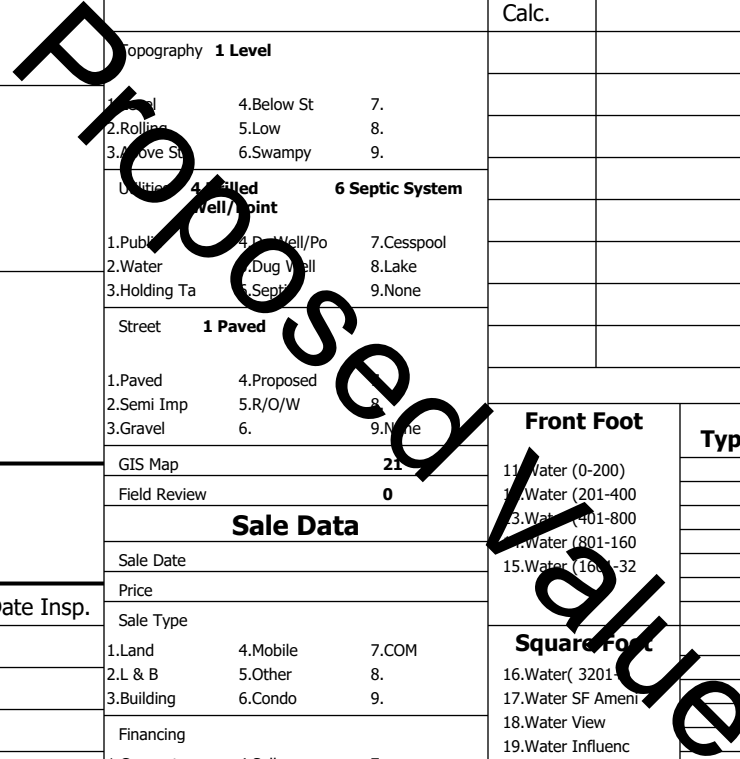 Calc.
Topography 1 Level
4.Below St 7.
2.Rolling 5.Low 8.
3.Above St 6.Swampy 9.
Utilities 4 Drilled Well/Point 6 Septic System
1.Public 4.Dr Well/Po 7.Cesspool
2.Water 5.Dug Well 8.Lake
3.Holding Ta 6.Septic 9.None
Street 1 Paved
1.Paved 4.Proposed
2.Semi Imp 5.R/O/W 8.
3.Gravel 6. 9.None
GIS Map 21
Field Review 0
Sale Data
Sale Date
Price
Sale Type
1.Land 4.Mobile 7.COM
2.L & B 5.Other 8.
3.Building 6.Condo 9.
Financing
Date Insp.
Front Foot
Typ
11.Water (0-200)
12.Water (201-400
13.Water (401-800
14.Water (801-160
15.Water (1601-32
Square Foot
16.Water( 3201-
17.Water SF Ameni
18.Water View
19.Water Influenc
Proposed Value